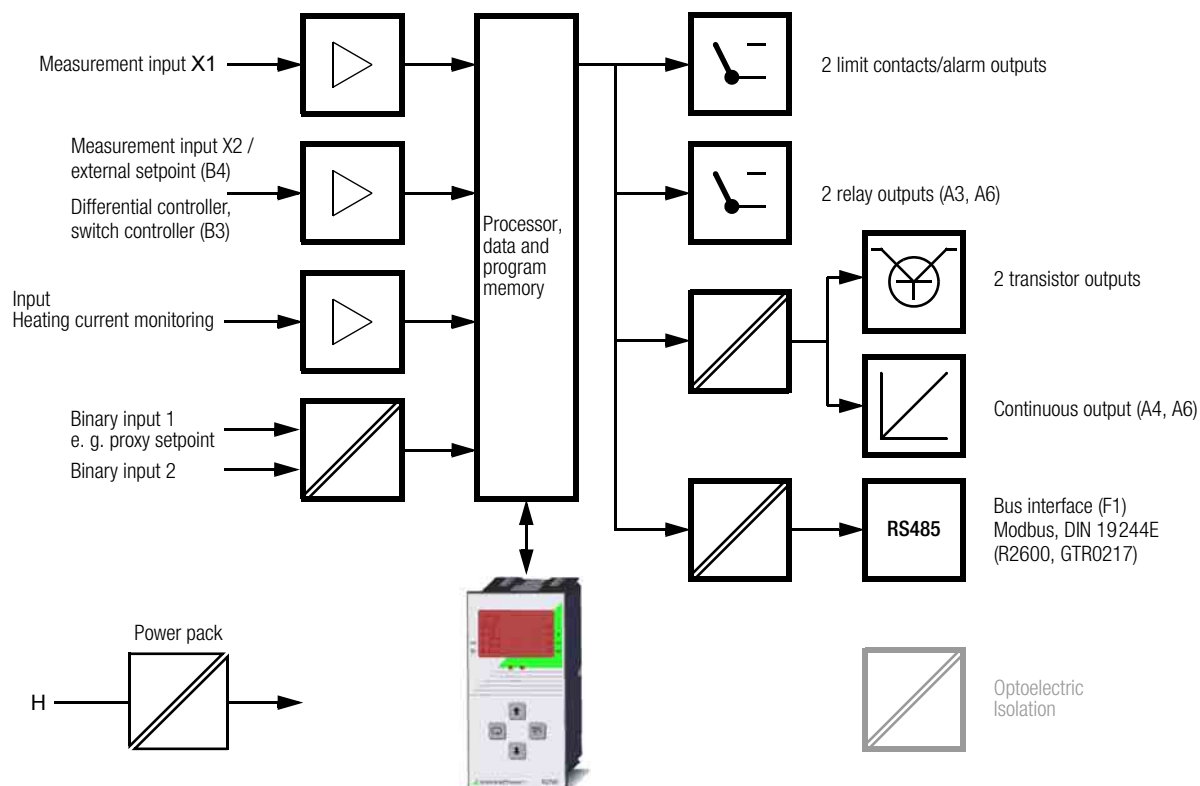 Measurement input X1
Measurement input X2 /
external setpoint (B4)
Differential controller,
switch controller (B3)
Input
Heating current monitoring
Binary input 1
e. g. proxy setpoint
Binary input 2
Processor,
data and
program
memory
2 limit contacts/alarm outputs
2 relay outputs (A3, A6)
2 transistor outputs
Continuous output (A4, A6)
RS485
Bus interface (F1)
Modbus, DIN 19244E
(R2600, GTR0217)
Power pack
H
Optoelectric
Isolation